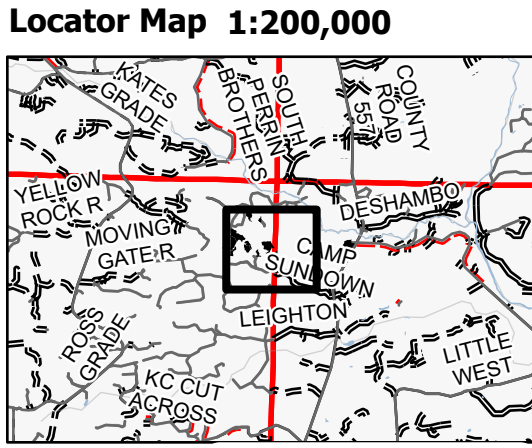 Locator Map 1:200,000
KATES
GRADE
SOUTH
PERRIN
BROTHERS
COUNTY
ROAD
557
YELLOW
ROCK R
MOVING
GATE R
DESHAMBO
CAMP
SUNDOWN
LEIGHTON
ROSS
GRADE
KC CUT
ACROSS
LITTLE
WEST